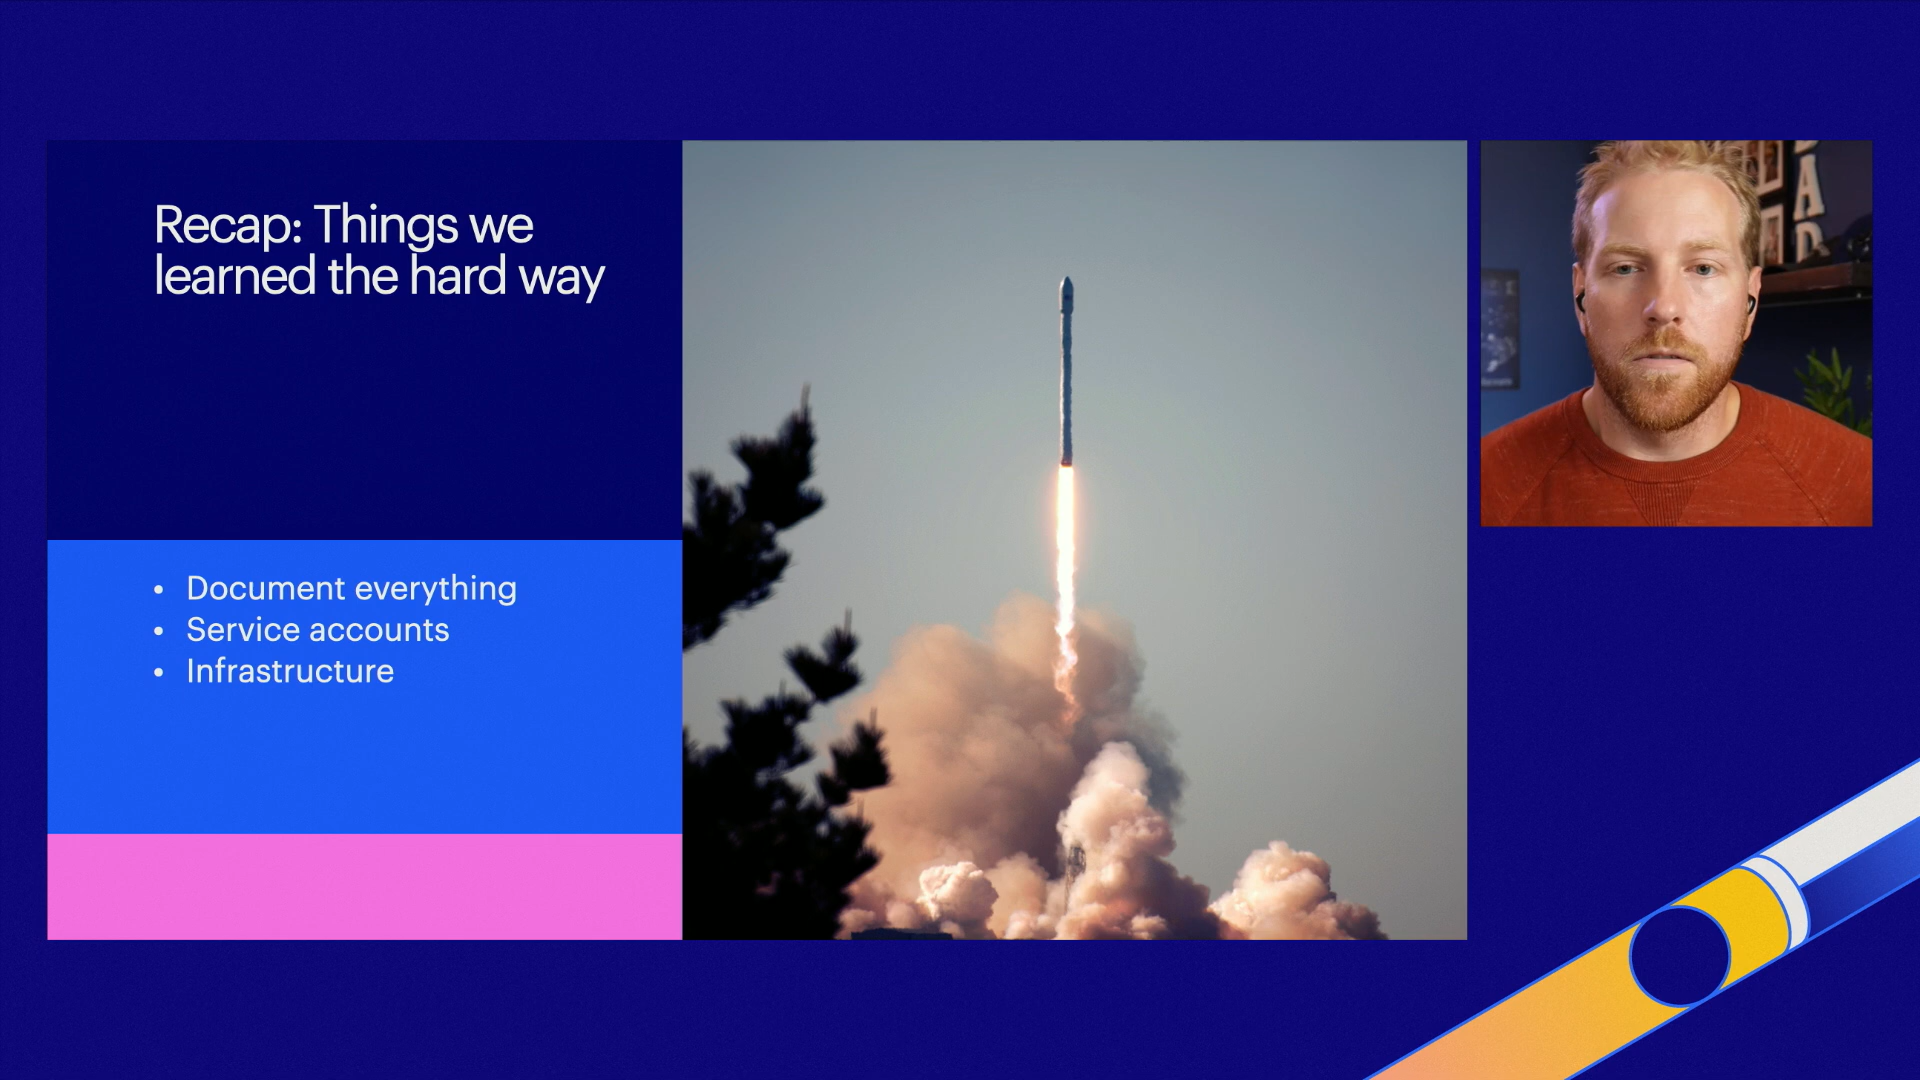 Recap: Things we
learned the hard way
• Document everything
• Service accounts
• Infrastructure